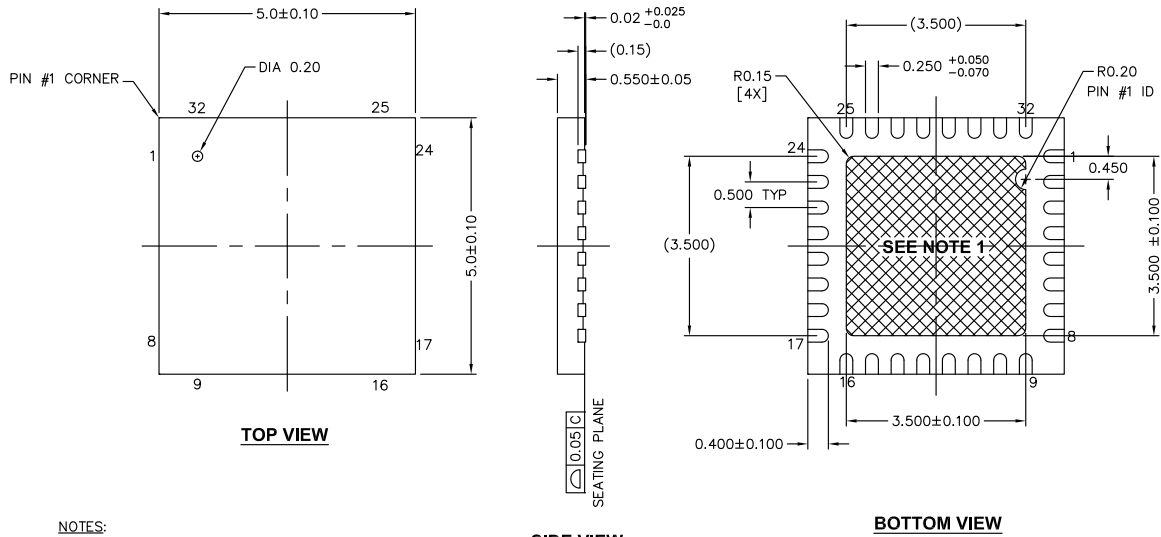 5.0±0.10
PIN #1 CORNER
DIA 0.20
32
25
1
24
8
17
9
16
5.0±0.10
TOP VIEW
0.02 +0.025 -0.0
(0.15)
0.550±0.05
0.05 C
SEATING PLANE
(3.500)
0.250 +0.050 -0.070
R0.15
[4X]
R0.20
PIN #1 ID
25
32
24
1
0.450
0.500 TYP
(3.500)
SEE NOTE 1
3.500 ±0.100
17
8
16
9
3.500±0.100
0.400±0.100
BOTTOM VIEW
NOTES:
SIDE VIEW